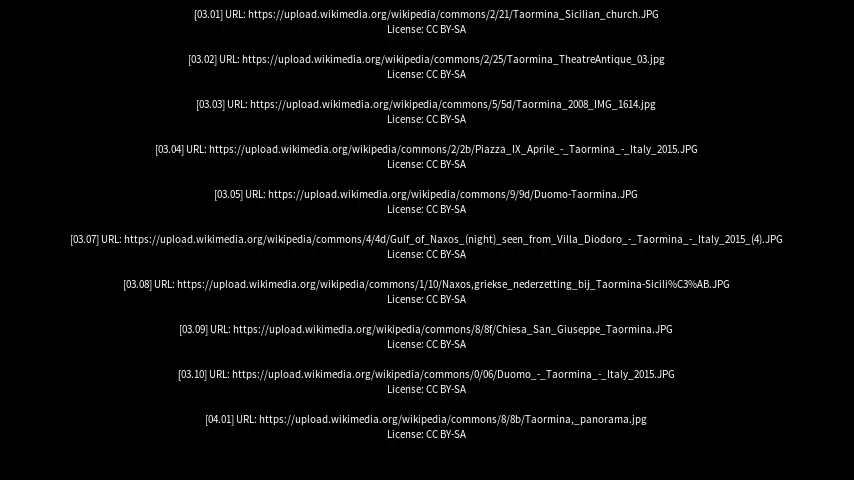 [03.01] URL: https://upload.wikimedia.org/wikipedia/commons/2/21/Taormina_Sicilian_church.JPG
License: CC BY-SA
[03.02] URL: https://upload.wikimedia.org/wikipedia/commons/2/25/Taormina_TheatreAntique_03.jpg
License: CC BY-SA
[03.03] URL: https://upload.wikimedia.org/wikipedia/commons/5/5d/Taormina_2008_IMG_1614.jpg
License: CC BY-SA
[03.04] URL: https://upload.wikimedia.org/wikipedia/commons/2/2b/Piazza_IX_Aprile_-_Taormina_-_Italy_2015.JPG
License: CC BY-SA
[03.05] URL: https://upload.wikimedia.org/wikipedia/commons/9/9d/Duomo-Taormina.JPG
License: CC BY-SA
[03.07] URL: https://upload.wikimedia.org/wikipedia/commons/4/4d/Gulf_of_Naxos_(night)_seen_from_Villa_Diodoro_-_Taormina_-_Italy_2015_(4).JPG
License: CC BY-SA
[03.08] URL: https://upload.wikimedia.org/wikipedia/commons/1/10/Naxos,griekse_nederzetting_bij_Taormina-Sicili%C3%AB.JPG
License: CC BY-SA
[03.09] URL: https://upload.wikimedia.org/wikipedia/commons/8/8f/Chiesa_San_Giuseppe_Taormina.JPG
License: CC BY-SA
[03.10] URL: https://upload.wikimedia.org/wikipedia/commons/0/06/Duomo_-_Taormina_-_Italy_2015.JPG
License: CC BY-SA
[04.01] URL: https://upload.wikimedia.org/wikipedia/commons/8/8b/Taormina,_panorama.jpg
License: CC BY-SA